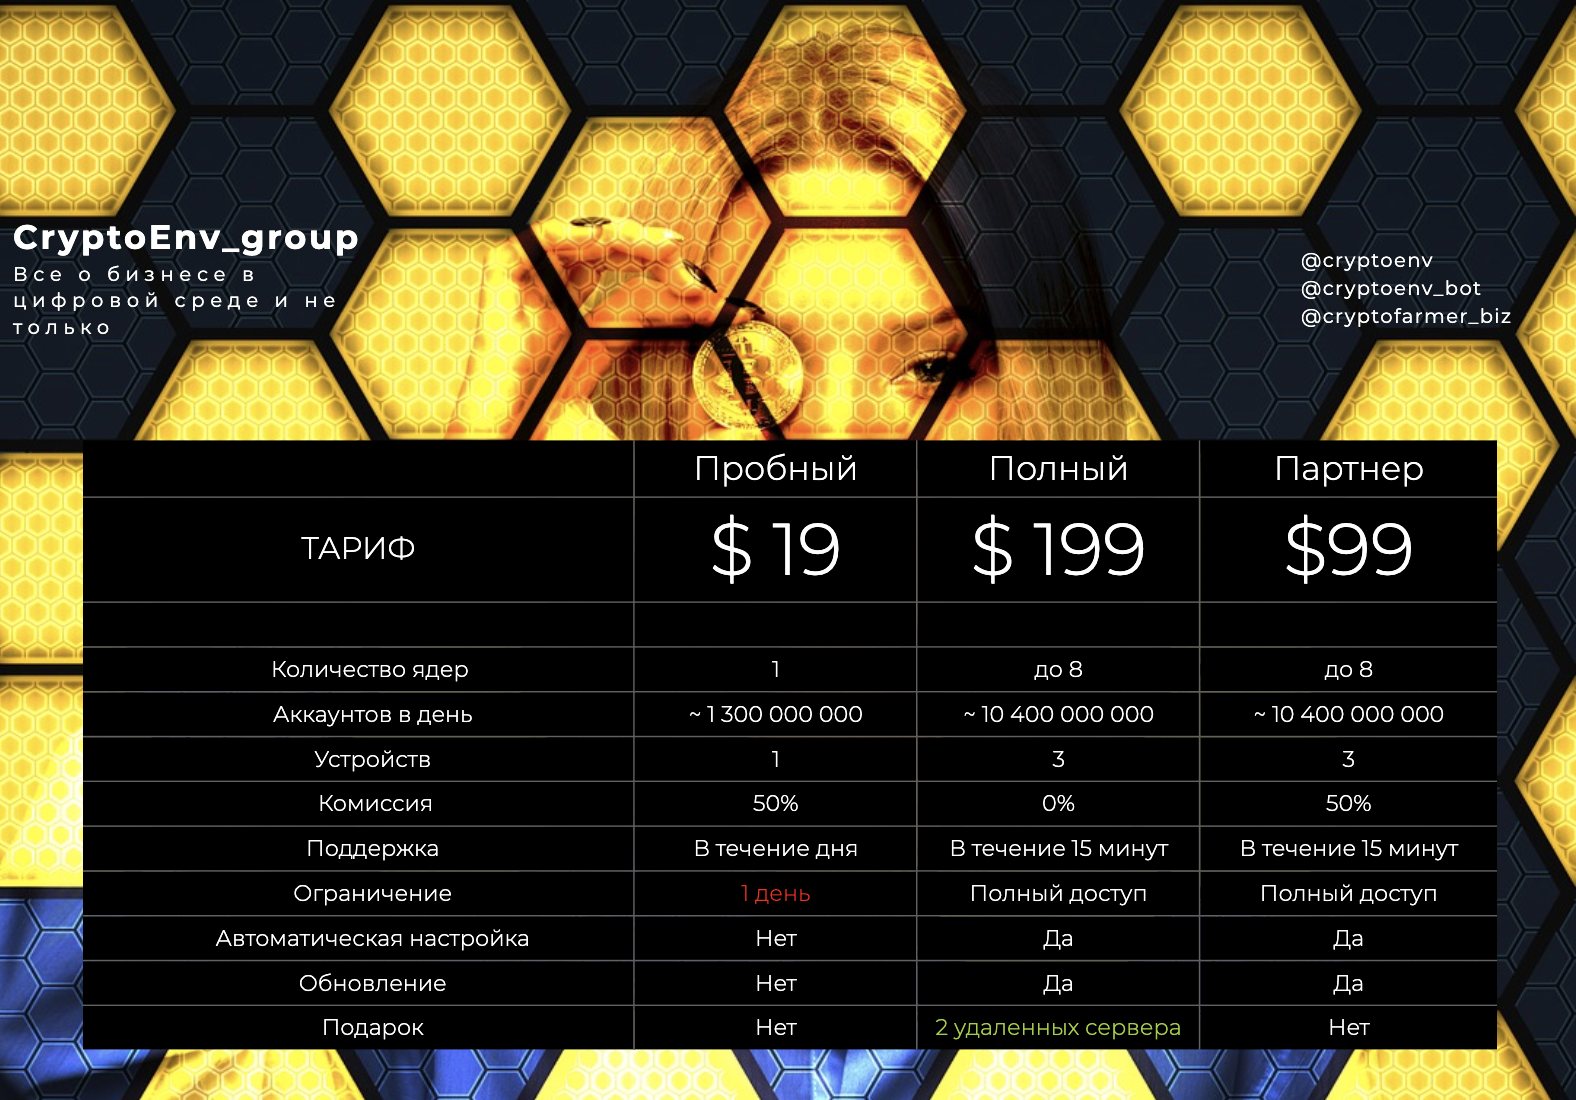 CryptoEnv_group
Все о бизнесе в
цифровой среде и не
только
@cryptoenv
@cryptoenv_bot
@cryptofarmer_biz
Пробный Полный Партнер
ТАРИФ $ 19 $ 199 $99
Количество ядер 1 до 8 до 8
Аккаунтов в день ~ 1 300 000 000 ~ 10 400 000 000 ~ 10 400 000 000
Устройств 1 3 3
Комиссия 50% 0% 50%
Поддержка В течение дня В течение 15 минут В течение 15 минут
Ограничение 1 день Полный доступ Полный доступ
Автоматическая настройка Нет Да Да
Обновление Нет Да Да
Подарок Нет 2 удаленных сервера Нет